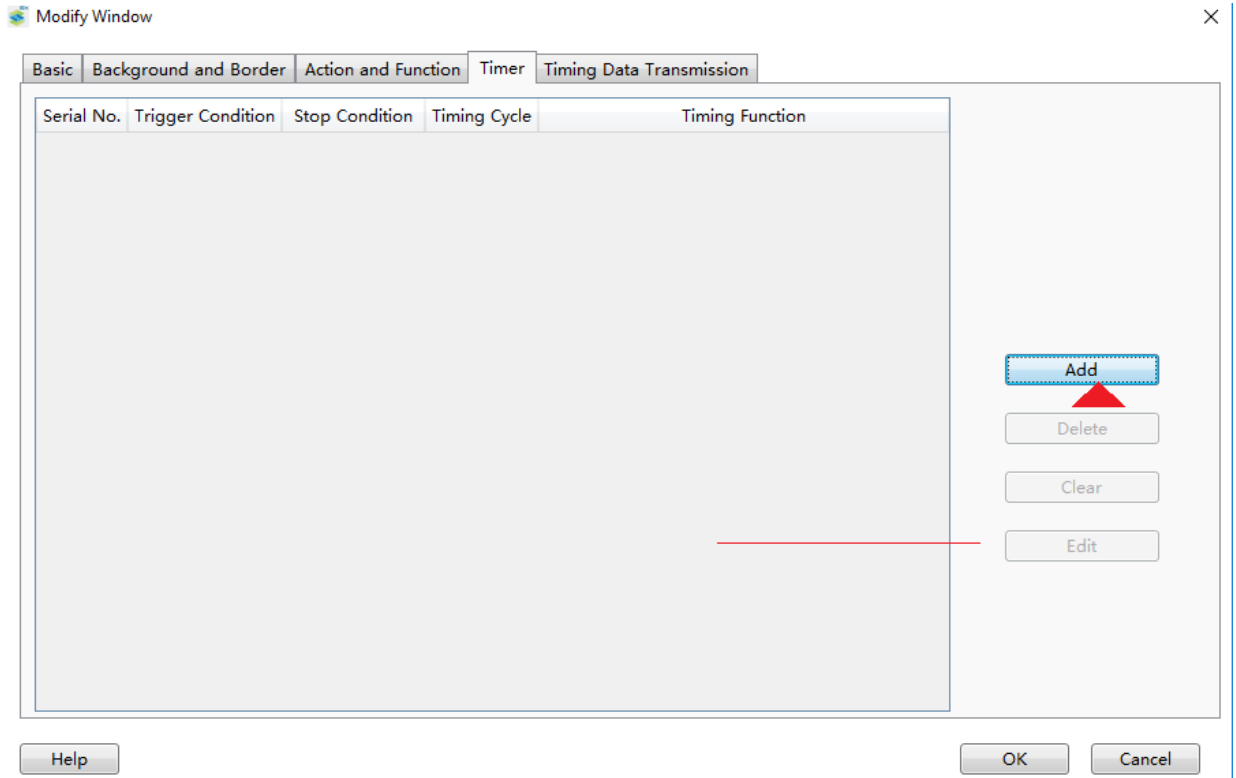 Modify Window
Basic Background and Border Action and Function Timer Timing Data Transmission
Serial No. Trigger Condition Stop Condition Timing Cycle Timing Function
Add
Delete
Clear
Edit
Help OK Cancel